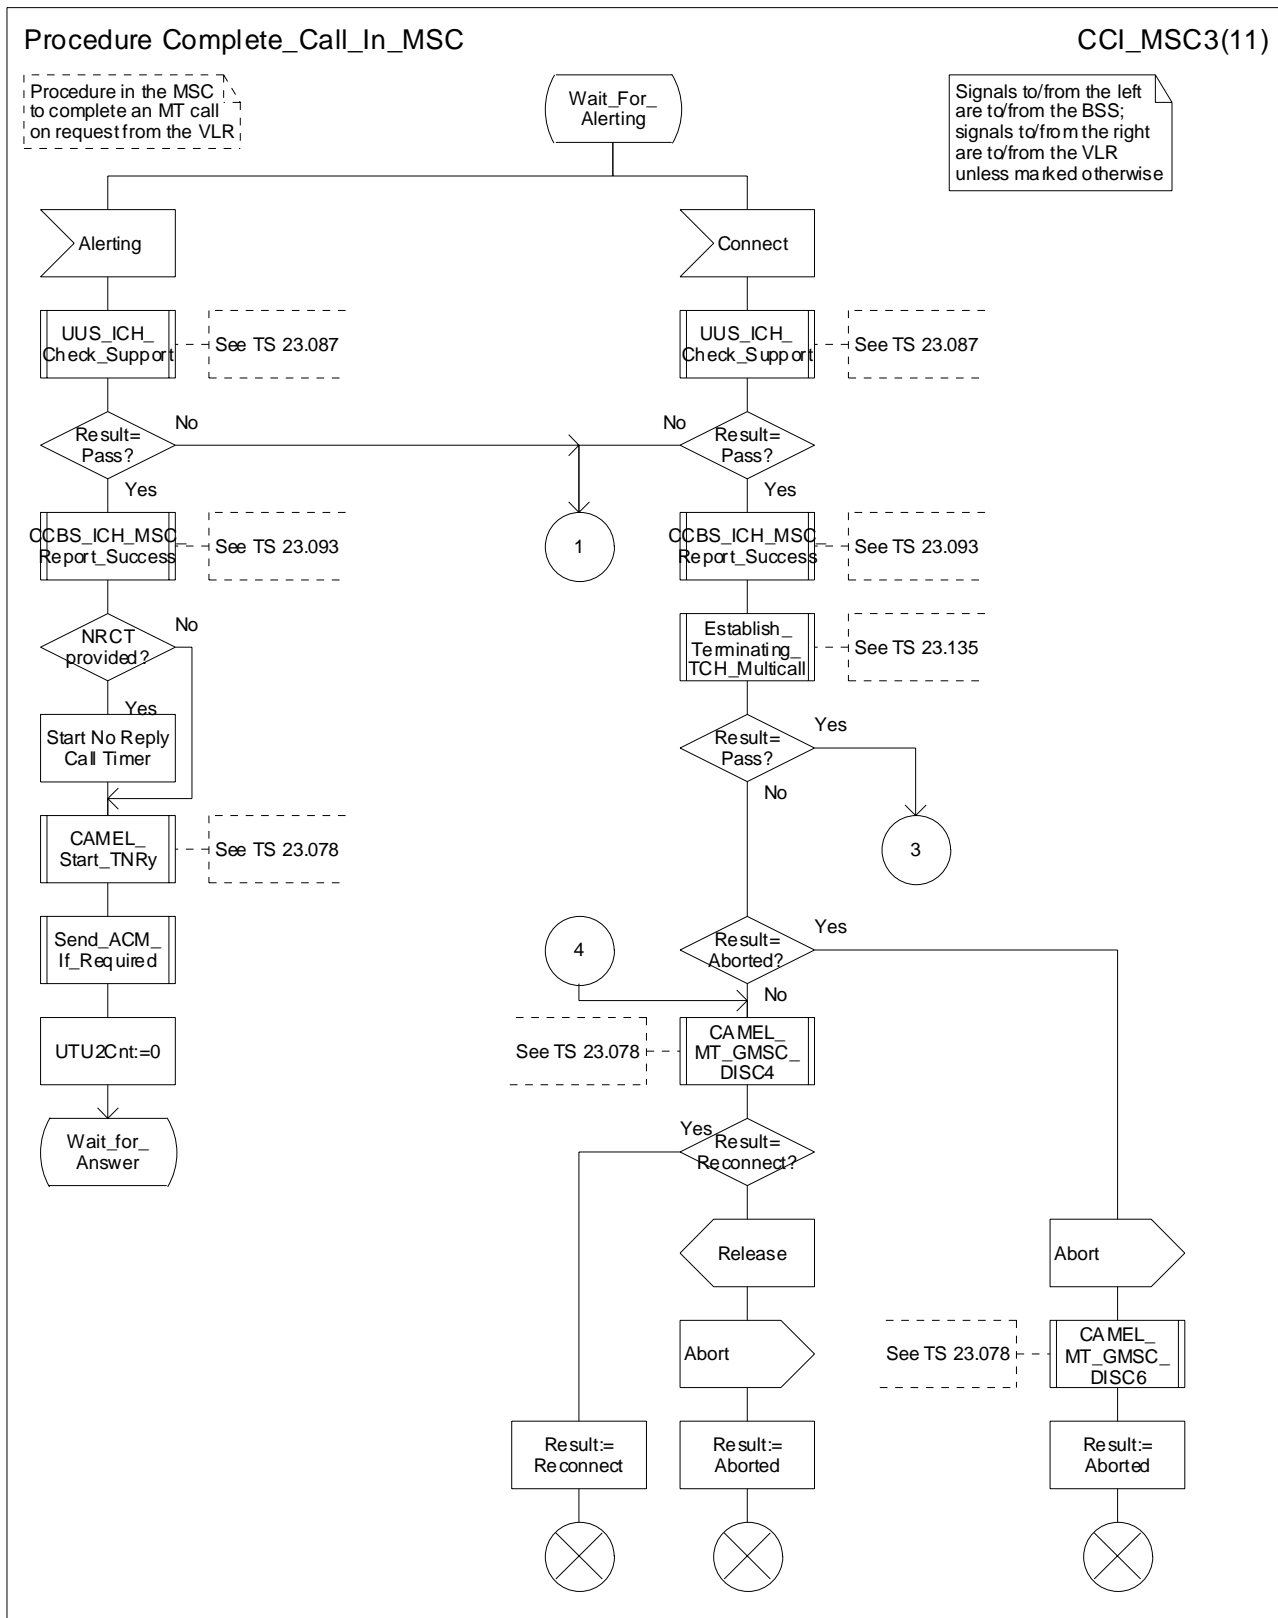 Procedure Complete_Call_In_MSC
CCI_MSC3(11)
Procedure in the MSC
to complete an MT call
on request from the VLR
Wait_For_
Alerting
Signals to/from the left
are to/from the BSS;
signals to/from the right
are to/from the VLR
unless marked otherwise
Alerting
Connect
UUS_ICH_
Check_Support
See TS 23.087
UUS_ICH_
Check_Support
See TS 23.087
Result=
Pass?
No
Yes
No
Result=
Pass?
Yes
CCBS_ICH_MSC_
Report_Success
See TS 23.093
1
CCBS_ICH_MSC_
Report_Success
See TS 23.093
NRCT
provided?
No
Yes
Establish_
Terminating_
TCH_Multicall
See TS 23.135
Start No Reply
Call Timer
Result=
Pass?
Yes
No
CAMEL_
Start_TNRy
See TS 23.078
3
Send_ACM_
If_Required
4
Result=
Aborted?
Yes
No
UTU2Cnt:=0
See TS 23.078
CAMEL_
MT_GMSC_
DISC4
Wait_for_
Answer
Yes
Result=
Reconnect?
Release
Abort
Abort
See TS 23.078
CAMEL_
MT_GMSC_
DISC6
Result:=
Reconnect
Result:=
Aborted
Result:=
Aborted